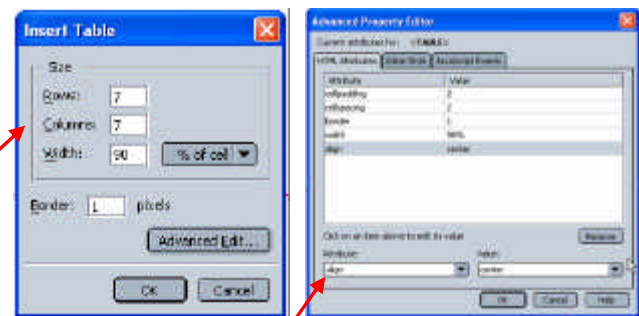 Insert Table
Size
Rows: 7
Columns: 7
Width: 90 % of cell
Border: 1 pixels
Advanced Edit...
OK Cancel
Advanced Property Editor
Current attributes for: <TABLE>
HTML Attributes Inline Style JavaScript Events
Attribute Value
cellpadding 2
cellspacing 2
border 1
width 90%
align center
Click on an item above to edit its value Remove
Attribute: Value:
align center
OK Cancel Help